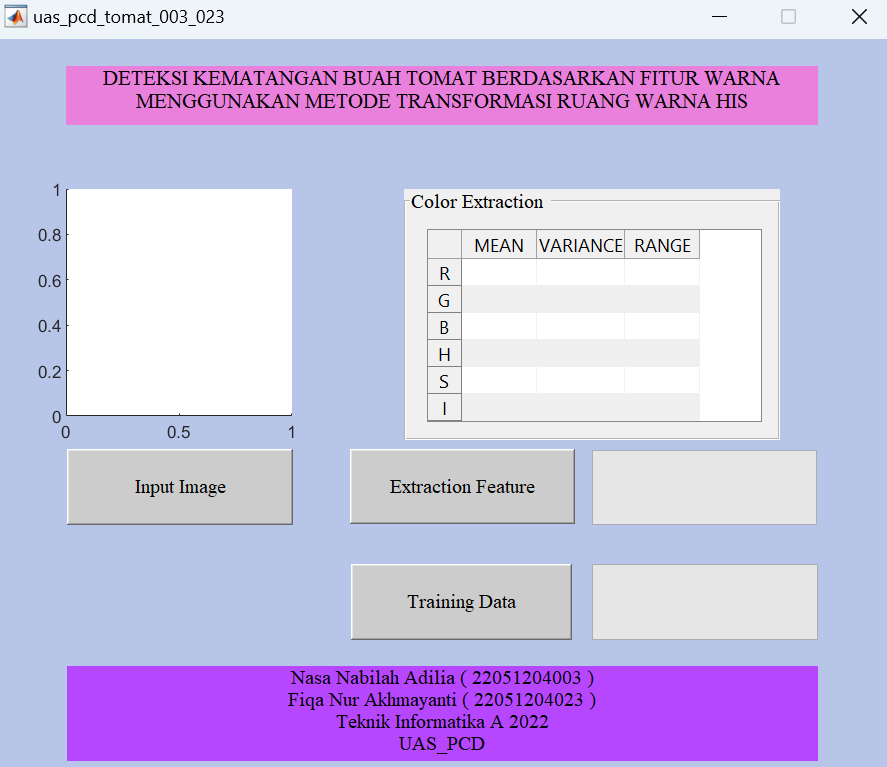 uas_pcd_tomat_003_023
DETEKSI KEMATANGAN BUAH TOMAT BERDASARKAN FITUR WARNA
MENGGUNAKAN METODE TRANSFORMASI RUANG WARNA HIS
1
0.8
0.6
0.4
0.2
0
0 0.5 1
Color Extraction
MEAN VARIANCE RANGE
R
G
B
H
S
I
Input Image
Extraction Feature
Training Data
Nasa Nabilah Adilia ( 22051204003 )
Fiqa Nur Akhmayanti ( 22051204023 )
Teknik Informatika A 2022
UAS_PCD